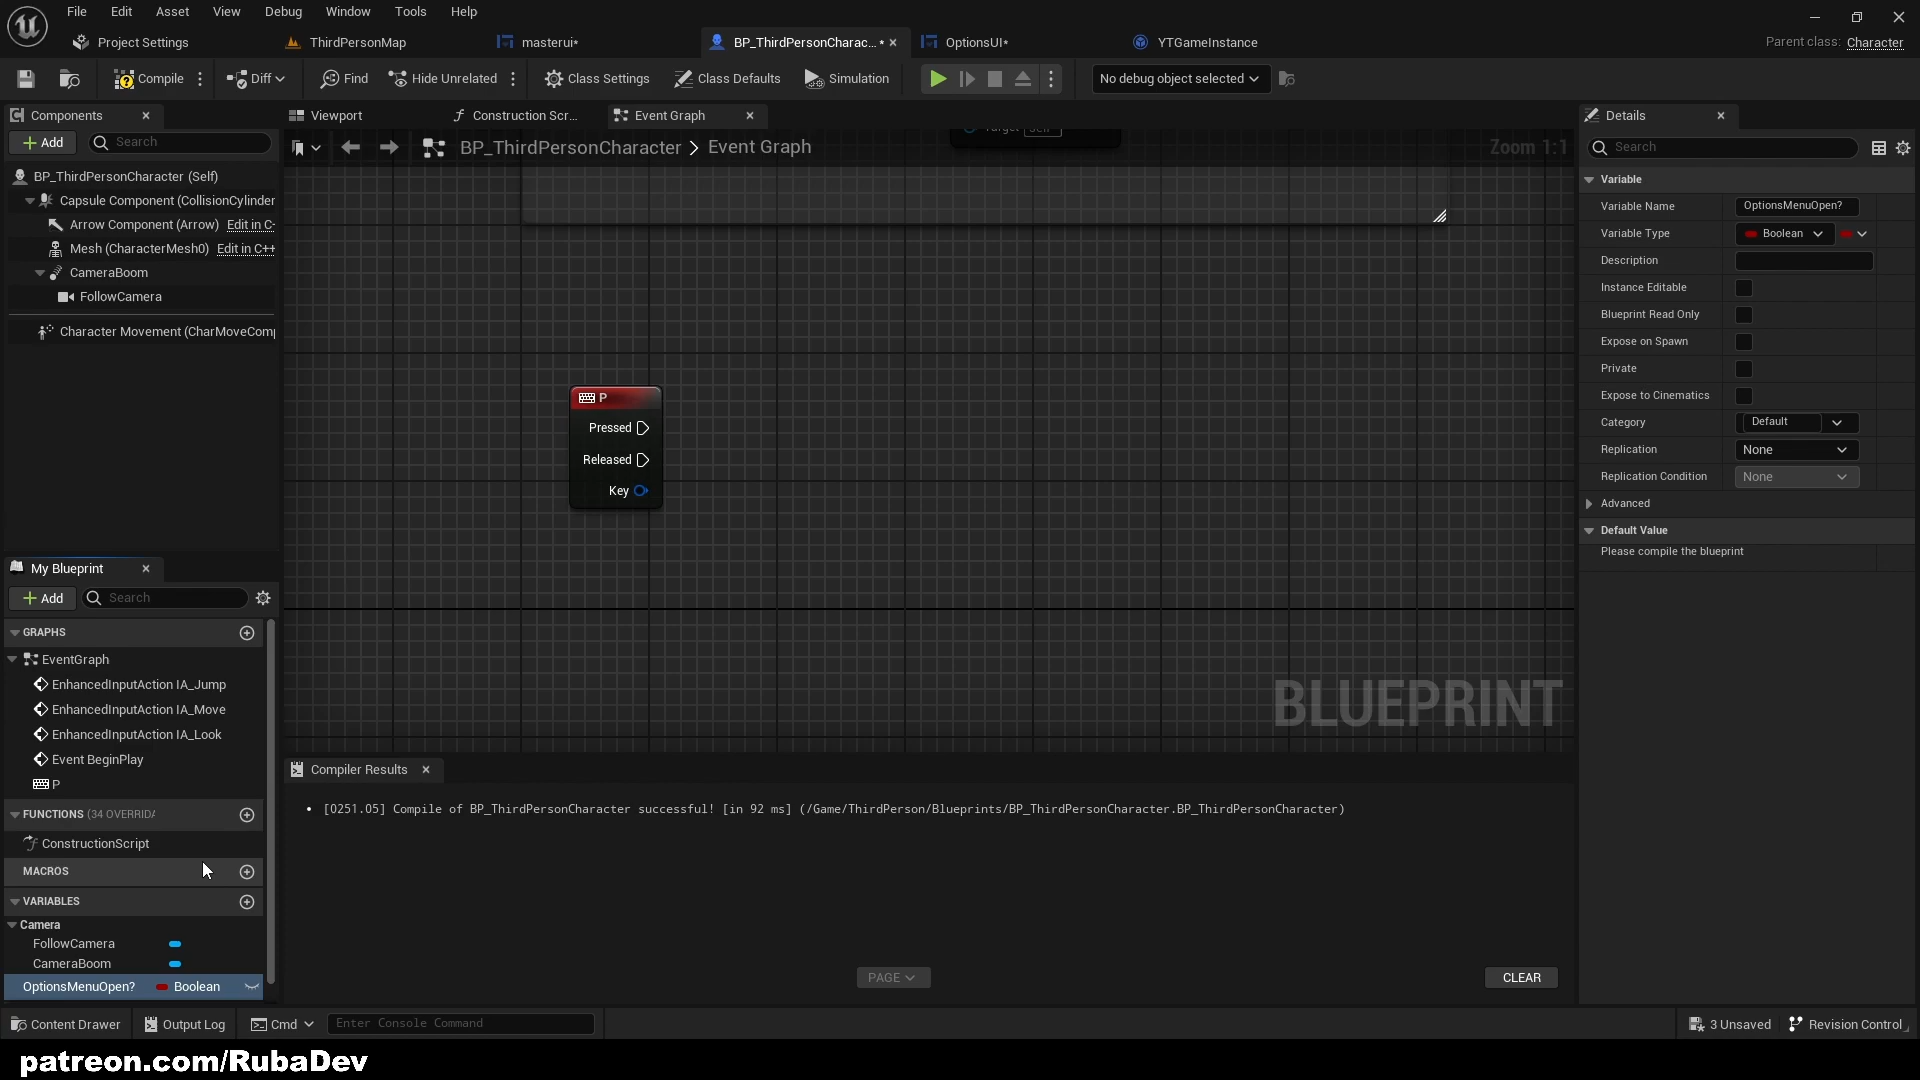 File Edit Asset View Debug Window Tools Help
Project Settings ThirdPersonMap masterui* BP_ThirdPersonCharac...* OptionsUI* YTGameInstance Parent class: Character
Compile Diff Find Hide Unrelated Class Settings Class Defaults Simulation No debug object selected
Components Viewport Construction Scr... Event Graph Details
Add Search BP_ThirdPersonCharacter > Event Graph Zoom 1:1 Search
BP_ThirdPersonCharacter (Self)
Capsule Component (CollisionCylinder
Arrow Component (Arrow) Edit in C+
Mesh (CharacterMesh0) Edit in C++
CameraBoom
FollowCamera
Character Movement (CharMoveComp
Target Self
P
Pressed
Released
Key
BLUEPRINT
Variable
Variable Name OptionsMenuOpen?
Variable Type Boolean
Description
Instance Editable
Blueprint Read Only
Expose on Spawn
Private
Expose to Cinematics
Category Default
Replication None
Replication Condition None
Advanced
Default Value
Please compile the blueprint
My Blueprint
Add Search
GRAPHS
EventGraph
EnhancedInputAction IA_Jump
EnhancedInputAction IA_Move
EnhancedInputAction IA_Look
Event BeginPlay
P
FUNCTIONS (34 OVERRIDA
ConstructionScript
MACROS
VARIABLES
Camera
FollowCamera
CameraBoom
OptionsMenuOpen? Boolean
Compiler Results
[0251.05] Compile of BP_ThirdPersonCharacter successful! [in 92 ms] (/Game/ThirdPerson/Blueprints/BP_ThirdPersonCharacter.BP_ThirdPersonCharacter)
PAGE CLEAR
Content Drawer Output Log Cmd Enter Console Command 3 Unsaved Revision Control
patreon.com/RubaDev